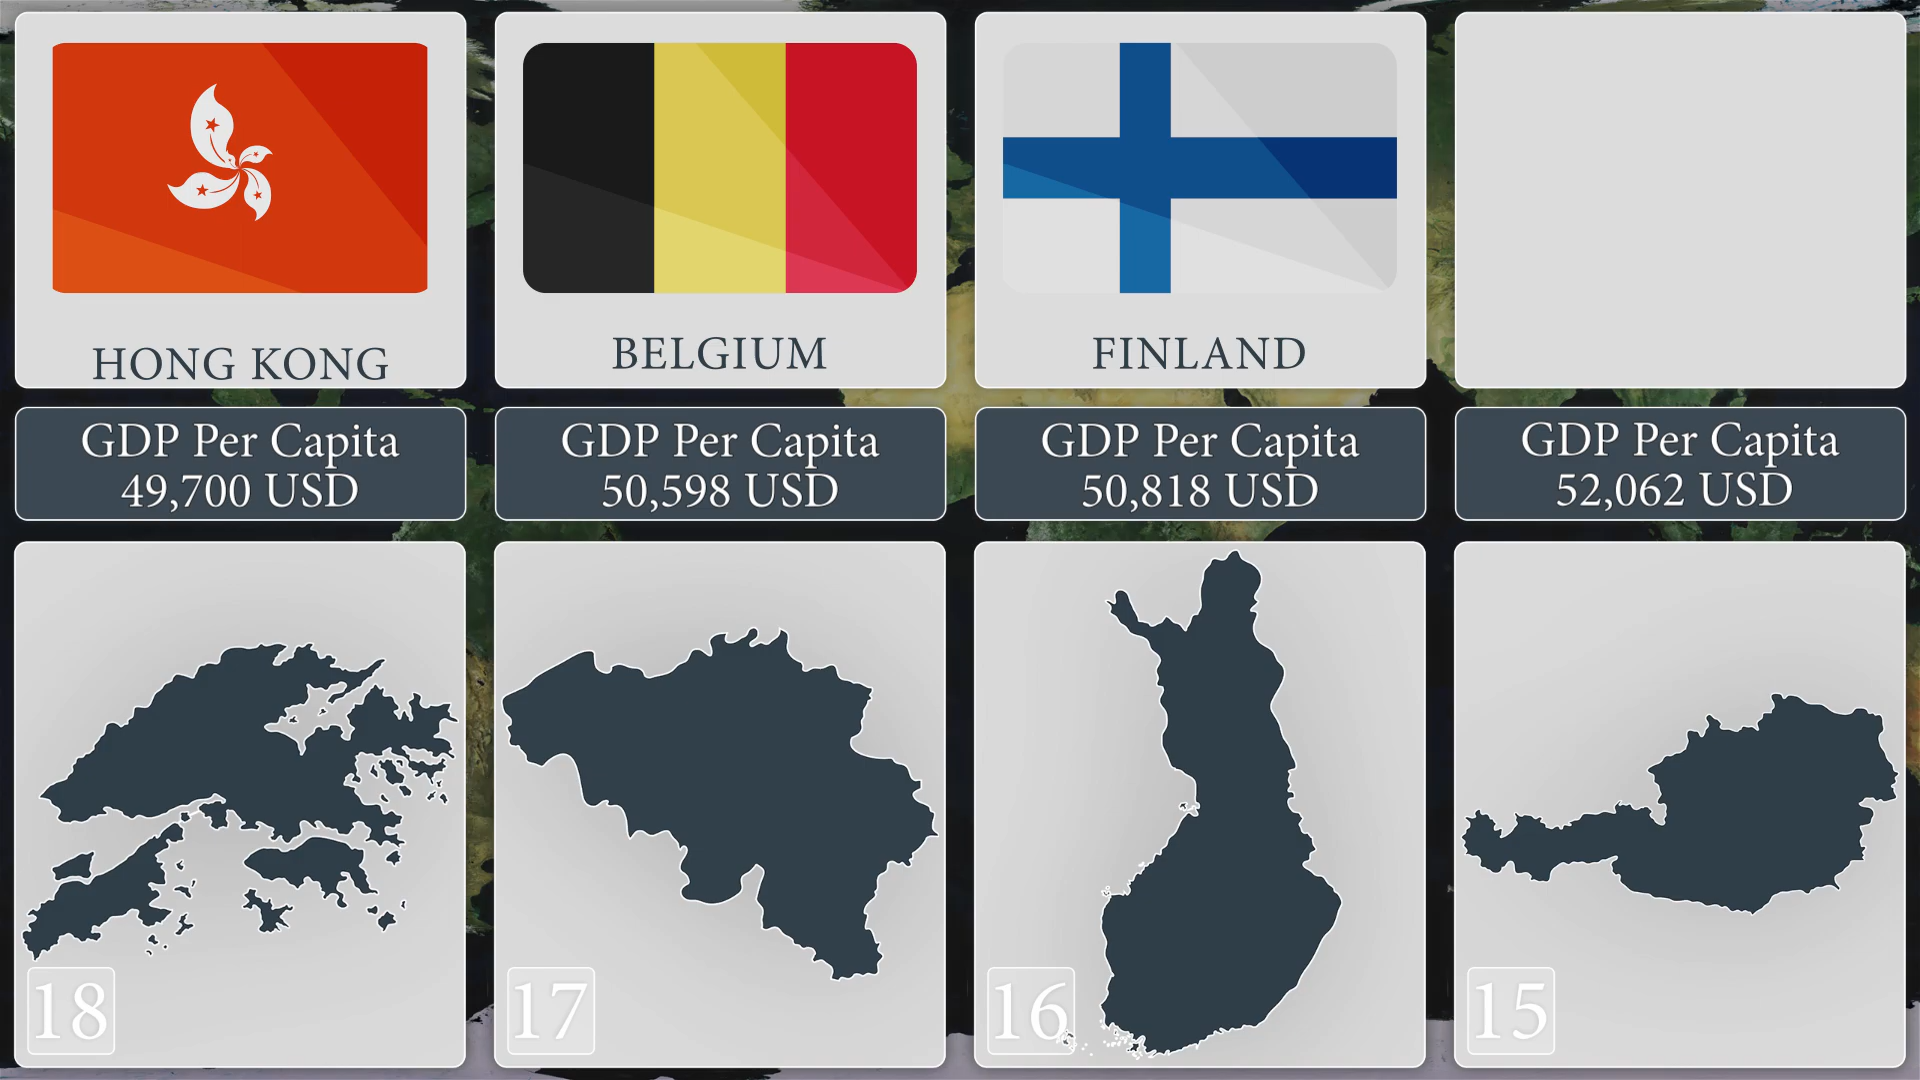 HONG KONG
BELGIUM
FINLAND
GDP Per Capita
49,700 USD
GDP Per Capita
50,598 USD
GDP Per Capita
50,818 USD
GDP Per Capita
52,062 USD
18
17
16
15